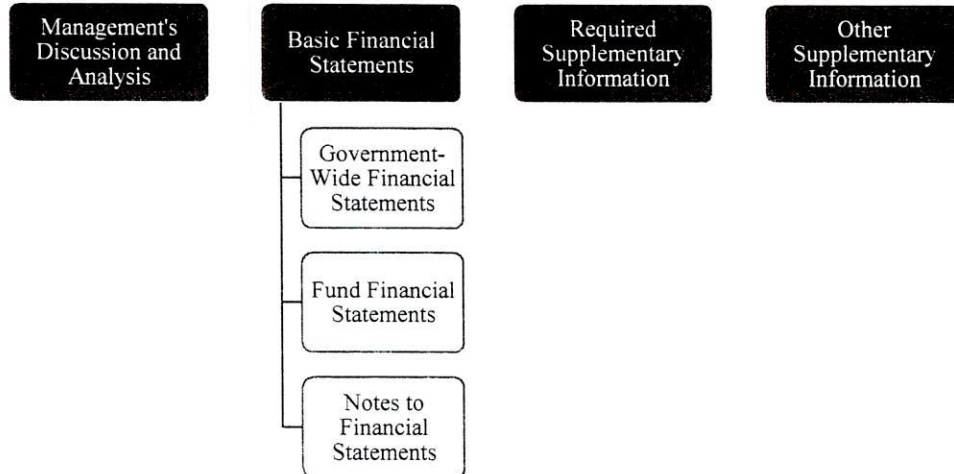 Management's
Discussion and
Analysis
Basic Financial
Statements
Required
Supplementary
Information
Other
Supplementary
Information
Government-
Wide Financial
Statements
Fund Financial
Statements
Notes to
Financial
Statements